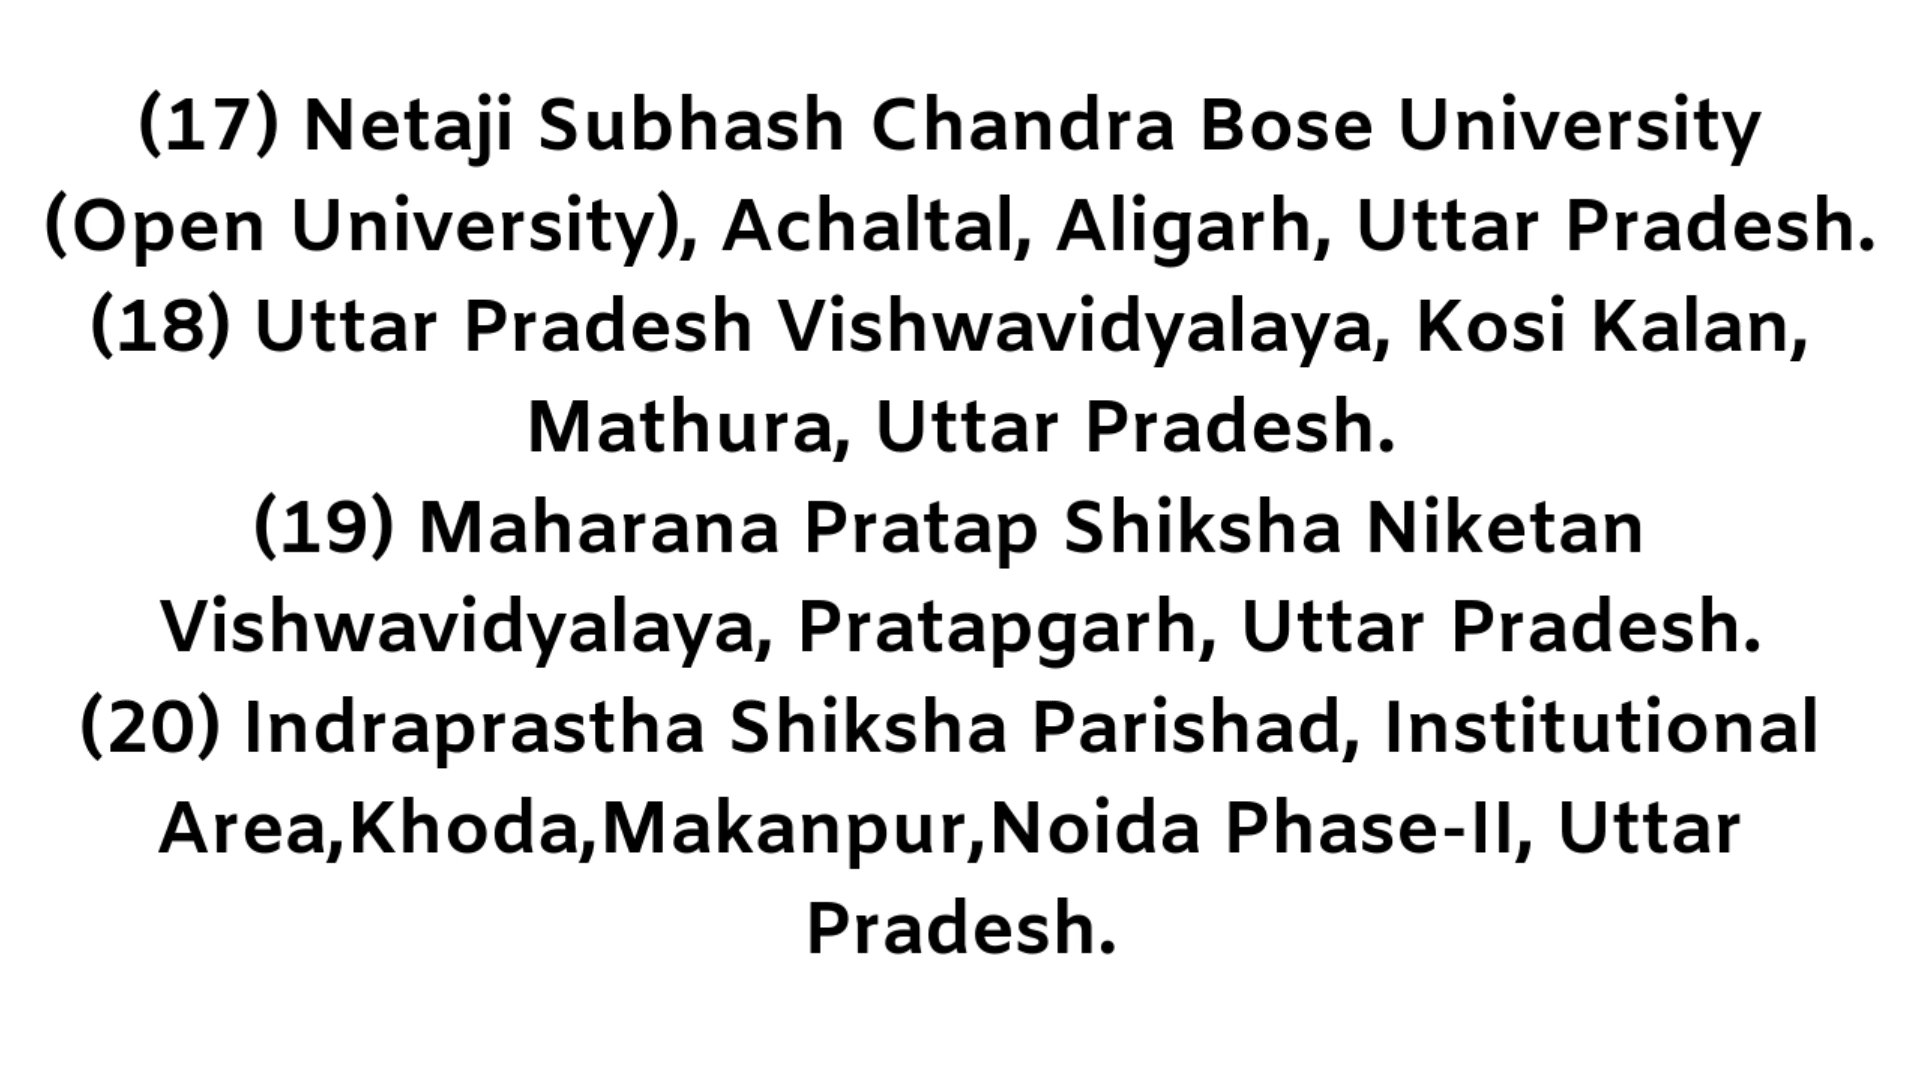 (17) Netaji Subhash Chandra Bose University
(Open University), Achaltal, Aligarh, Uttar Pradesh.
(18) Uttar Pradesh Vishwavidyalaya, Kosi Kalan,
Mathura, Uttar Pradesh.
(19) Maharana Pratap Shiksha Niketan
Vishwavidyalaya, Pratapgarh, Uttar Pradesh.
(20) Indraprastha Shiksha Parishad, Institutional
Area,Khoda,Makanpur,Noida Phase-II, Uttar
Pradesh.